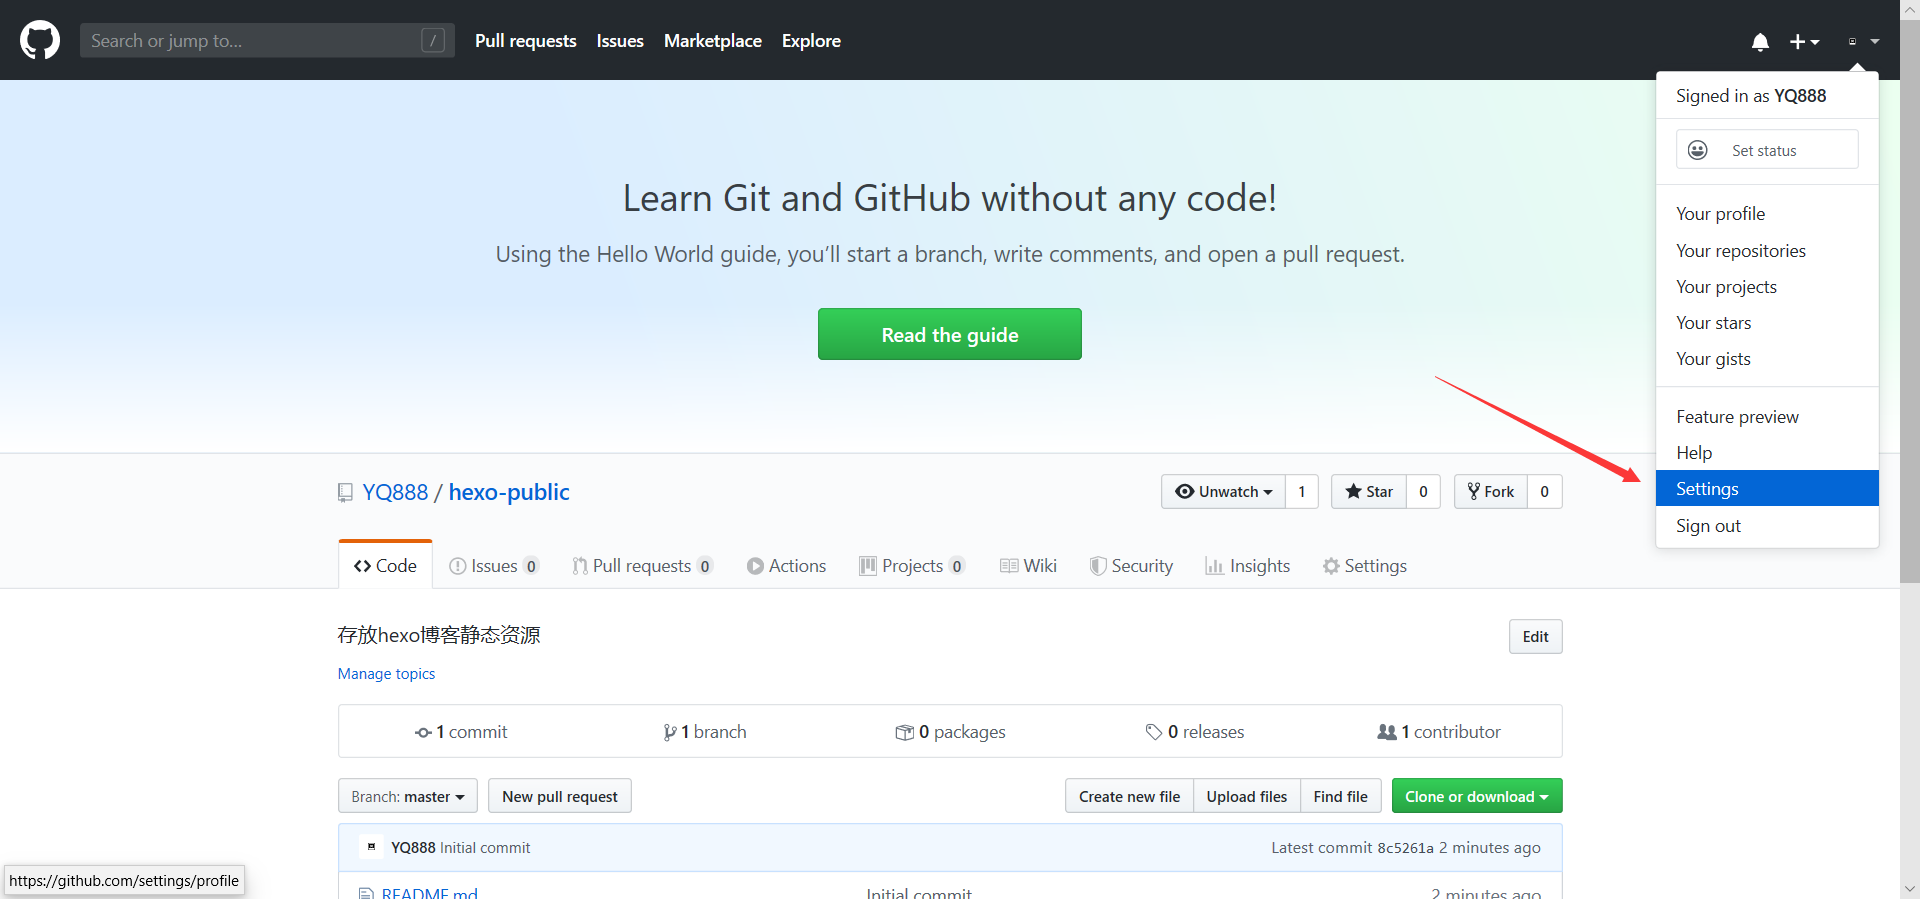 Search or jump to... /
Pull requests Issues Marketplace Explore
Signed in as YQ888
Set status
Your profile
Your repositories
Your projects
Your stars
Your gists
Feature preview
Help
Settings
Sign out
Learn Git and GitHub without any code!
Using the Hello World guide, you’ll start a branch, write comments, and open a pull request.
Read the guide
YQ888 / hexo-public
Unwatch 1 Star 0 Fork 0
Code Issues 0 Pull requests 0 Actions Projects 0 Wiki Security Insights Settings
存放hexo博客静态资源 Edit
Manage topics
1 commit 1 branch 0 packages 0 releases 1 contributor
Branch: master New pull request Create new file Upload files Find file Clone or download
YQ888 Initial commit Latest commit 8c5261a 2 minutes ago
README.md Initial commit 2 minutes ago
https://github.com/settings/profile